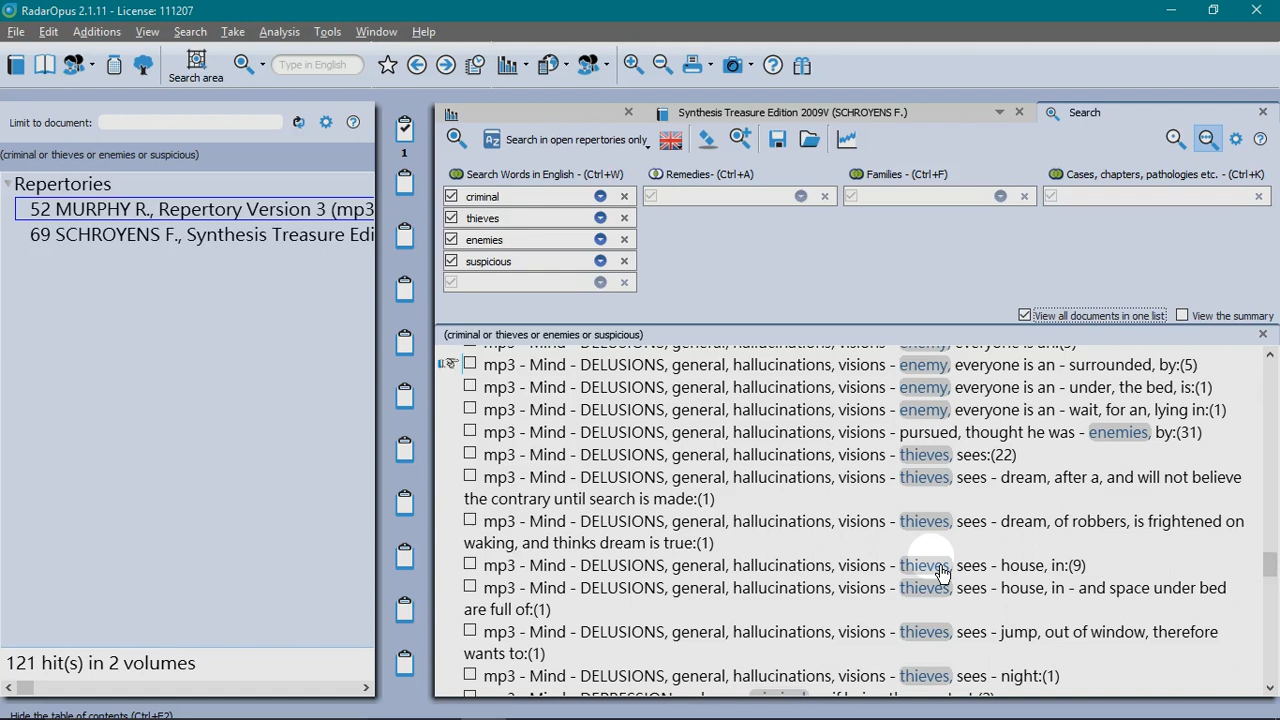 RadarOpus 2.1.11 - License: 111207
File Edit Additions View Search Take Analysis Tools Window Help
Search area
Type in English
Limit to document:
(criminal or thieves or enemies or suspicious)
Repertories
52 MURPHY R., Repertory Version 3 (mp3
69 SCHROYENS F., Synthesis Treasure Edi
121 hit(s) in 2 volumes
Hide the table of contents (Ctrl+F2)
1
Synthesis Treasure Edition 2009V (SCHROYENS F.)
Search
Search in open repertories only
Search Words in English - (Ctrl+W)
Remedies- (Ctrl+A)
Families - (Ctrl+F)
Cases, chapters, pathologies etc. - (Ctrl+K)
criminal
thieves
enemies
suspicious
View all documents in one list
View the summary
(criminal or thieves or enemies or suspicious)
mp3 - Mind - DELUSIONS, general, hallucinations, visions - enemy, everyone is an - surrounded, by:(5)
mp3 - Mind - DELUSIONS, general, hallucinations, visions - enemy, everyone is an - under, the bed, is:(1)
mp3 - Mind - DELUSIONS, general, hallucinations, visions - enemy, everyone is an - wait, for an, lying in:(1)
mp3 - Mind - DELUSIONS, general, hallucinations, visions - pursued, thought he was - enemies, by:(31)
mp3 - Mind - DELUSIONS, general, hallucinations, visions - thieves, sees:(22)
mp3 - Mind - DELUSIONS, general, hallucinations, visions - thieves, sees - dream, after a, and will not believe
the contrary until search is made:(1)
mp3 - Mind - DELUSIONS, general, hallucinations, visions - thieves, sees - dream, of robbers, is frightened on
waking, and thinks dream is true:(1)
mp3 - Mind - DELUSIONS, general, hallucinations, visions - thieves, sees - house, in:(9)
mp3 - Mind - DELUSIONS, general, hallucinations, visions - thieves, sees - house, in - and space under bed
are full of:(1)
mp3 - Mind - DELUSIONS, general, hallucinations, visions - thieves, sees - jump, out of window, therefore
wants to:(1)
mp3 - Mind - DELUSIONS, general, hallucinations, visions - thieves, sees - night:(1)